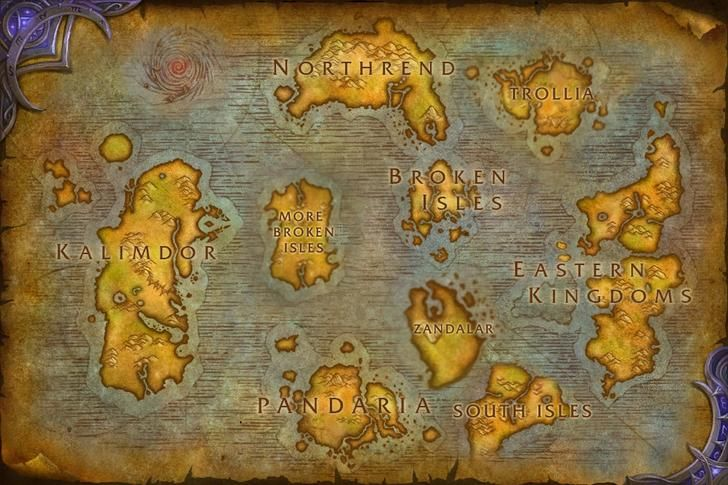 NORTHREND
TROLLIA
BROKEN
ISLES
MORE
BROKEN
ISLES
KALIMDOR
EASTERN
KINGDOMS
ZANDALAR
PANDARIA
SOUTH ISLES